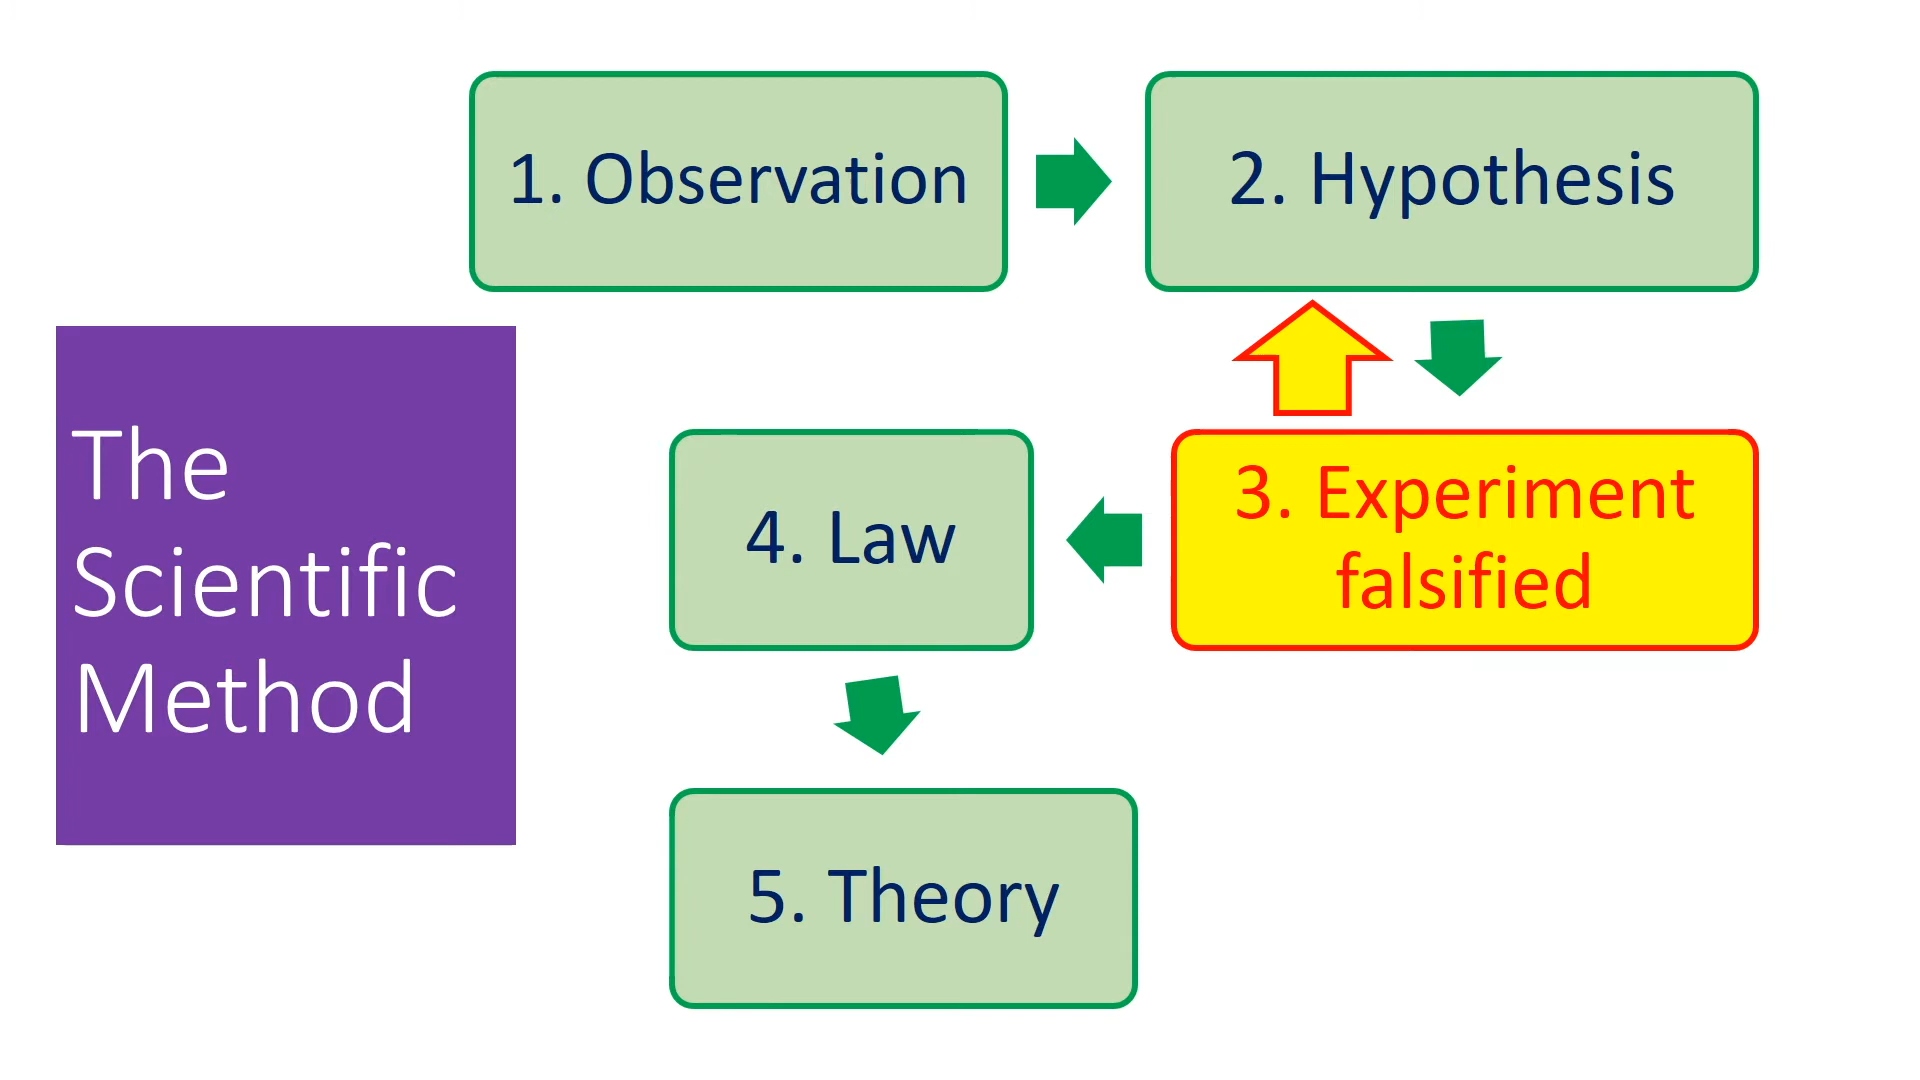 The
Scientific
Method
1. Observation
2. Hypothesis
3. Experiment
falsified
4. Law
5. Theory